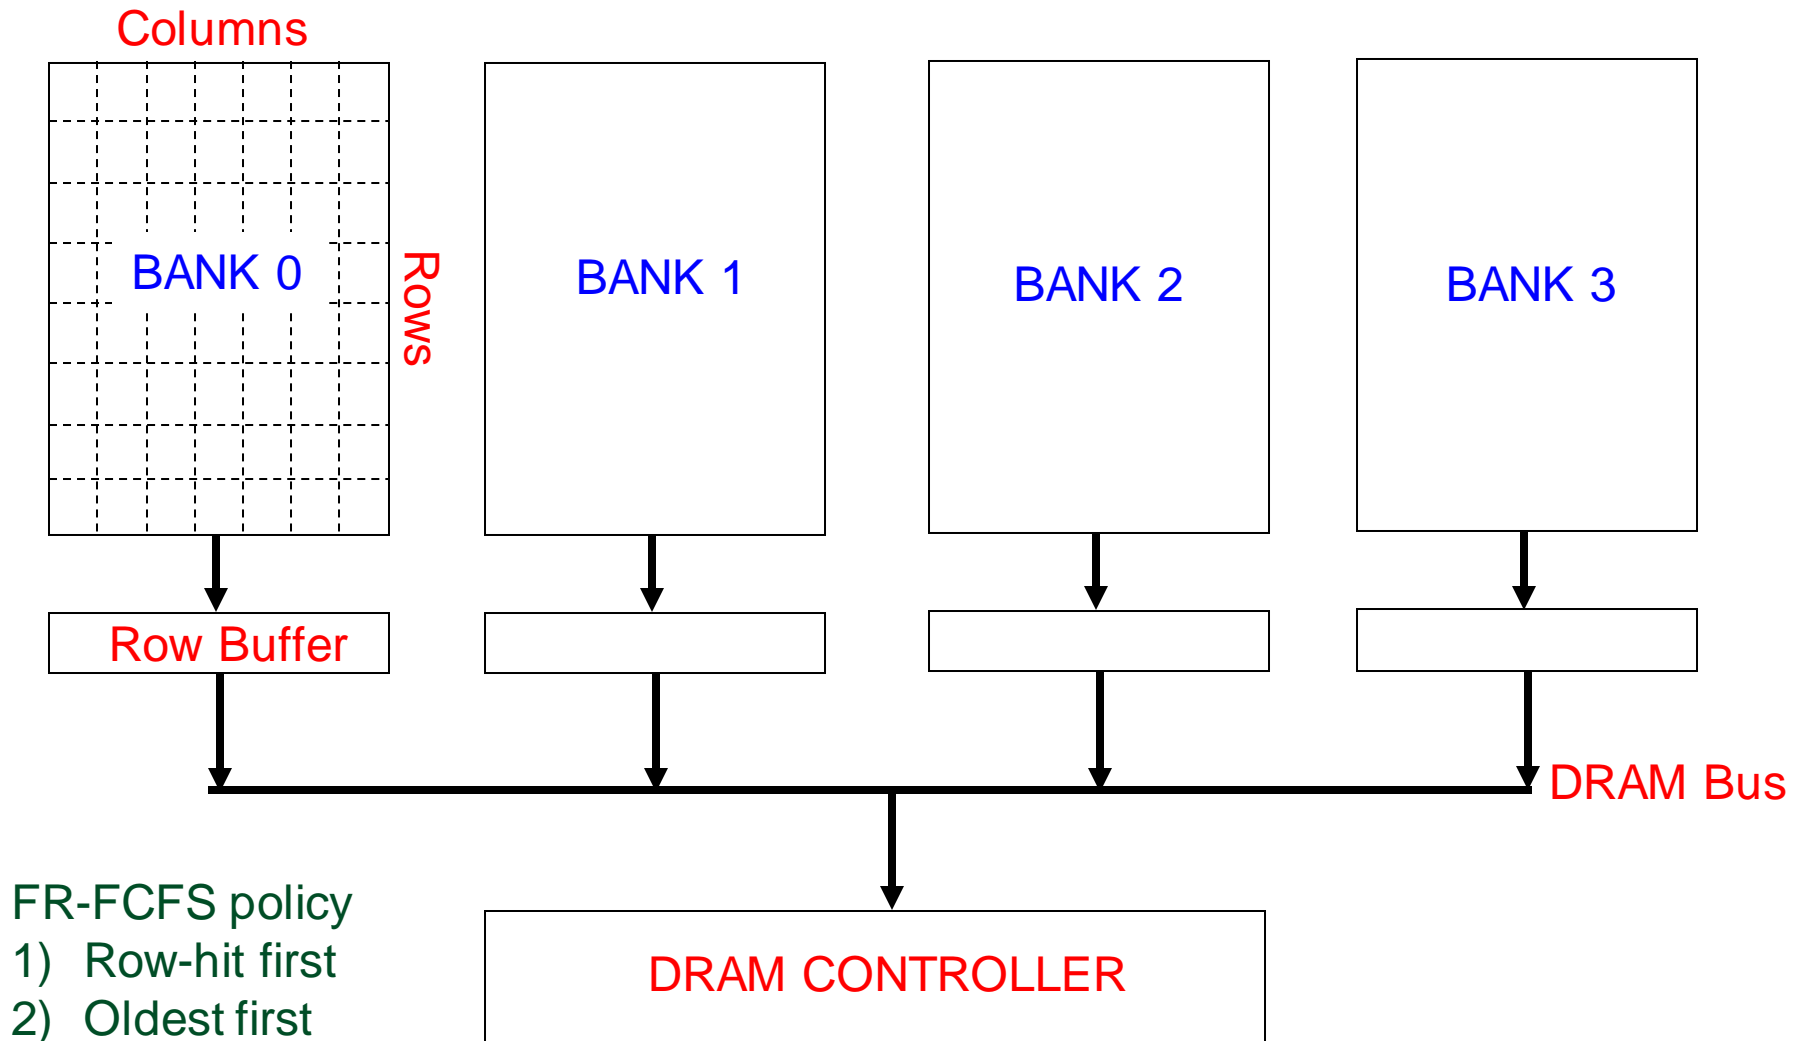 Columns
BANK 0
Rows
BANK 1
BANK 2
BANK 3
Row Buffer
DRAM Bus
FR-FCFS policy
1) Row-hit first
2) Oldest first
DRAM CONTROLLER